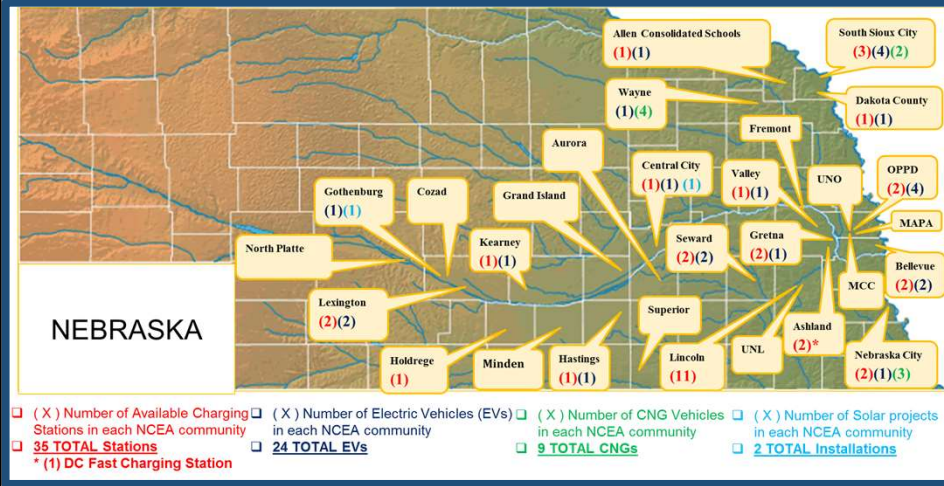 Allen Consolidated Schools
(1)(1)
South Sioux City
(3)(4)(2)
Wayne
(1)(4)
Dakota County
(1)(1)
Fremont
Aurora
Central City
(1)(1) (1)
Valley
(1)(1)
UNO
OPPD
(2)(4)
MAPA
Gothenburg
(1)(1)
Cozad
Grand Island
Kearney
(1)(1)
Seward
(2)(2)
Gretna
(2)(1)
North Platte
Bellevue
(2)(2)
MCC
Lexington
(2)(2)
Superior
NEBRASKA
Holdrege
(1)
Minden
Hastings
(1)(1)
Lincoln
(11)
UNL
Ashland
(2)*
Nebraska City
(2)(1)(3)
( X ) Number of Available Charging
Stations in each NCEA community
35 TOTAL Stations
* (1) DC Fast Charging Station
( X ) Number of Electric Vehicles (EVs)
in each NCEA community
24 TOTAL EVs
( X ) Number of CNG Vehicles
in each NCEA community
9 TOTAL CNGs
( X ) Number of Solar projects
in each NCEA community
2 TOTAL Installations